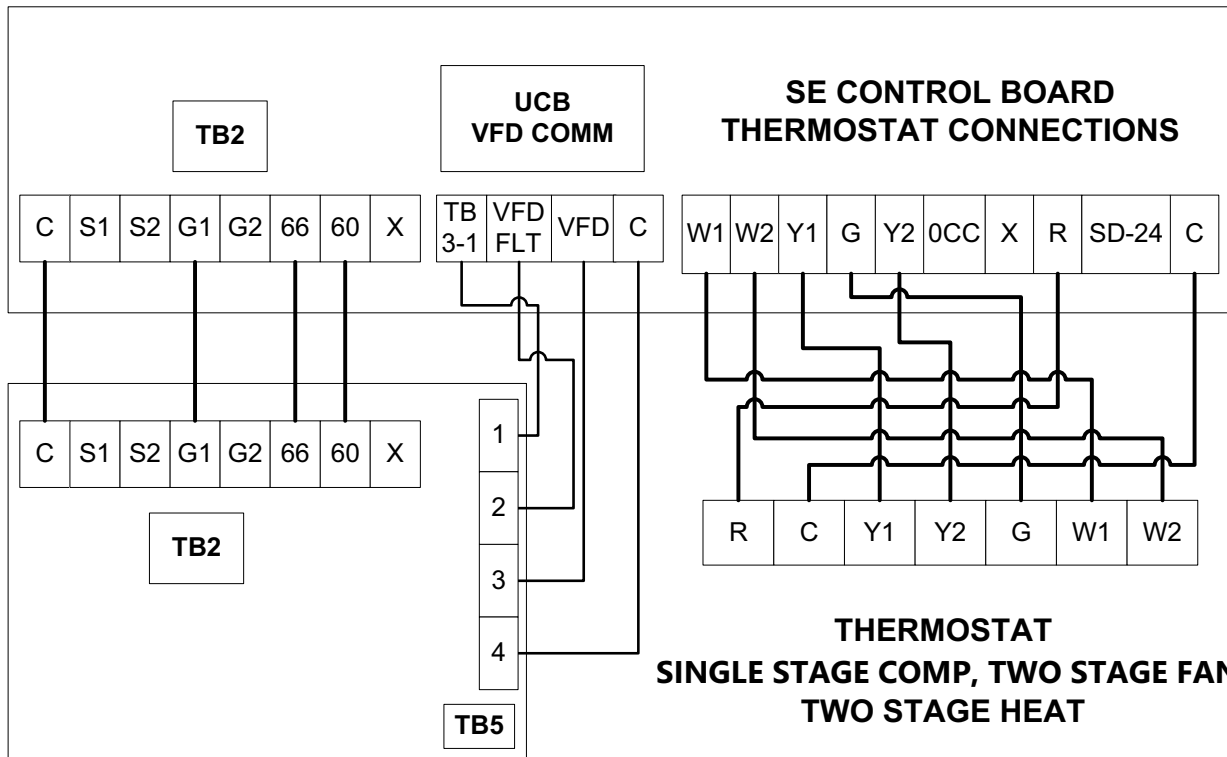 UCB
VFD COMM
SE CONTROL BOARD
THERMOSTAT CONNECTIONS
TB2
C S1 S2 G1 G2 66 60 X
TB
3-1
VFD
FLT
VFD
C
W1 W2 Y1 G Y2 0CC X R SD-24 C
C S1 S2 G1 G2 66 60 X
TB2
1
2
3
4
TB5
R C Y1 Y2 G W1 W2
THERMOSTAT
SINGLE STAGE COMP, TWO STAGE FAN
TWO STAGE HEAT